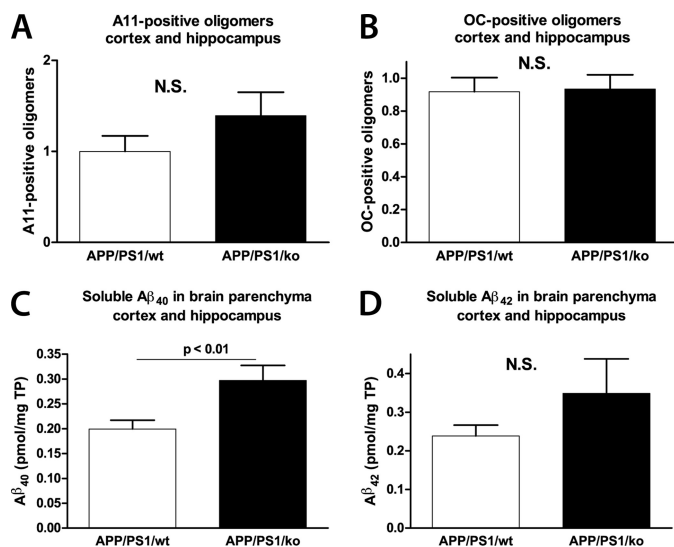 A
A11-positive oligomers
cortex and hippocampus
A11-positive oligomers
2
1
0
N.S.
APP/PS1/wt
APP/PS1/ko
B
OC-positive oligomers
cortex and hippocampus
OC-positive oligomers
1.0
0.8
0.6
0.4
0.2
0.0
N.S.
APP/PS1/wt
APP/PS1/ko
C
Soluble Aβ40 in brain parenchyma
cortex and hippocampus
Aβ40 (pmol/mg TP)
0.35
0.30
0.25
0.20
0.15
0.10
0.05
0.00
p < 0.01
APP/PS1/wt
APP/PS1/ko
D
Soluble Aβ42 in brain parenchyma
cortex and hippocampus
Aβ42 (pmol/mg TP)
0.4
0.3
0.2
0.1
0.0
N.S.
APP/PS1/wt
APP/PS1/ko